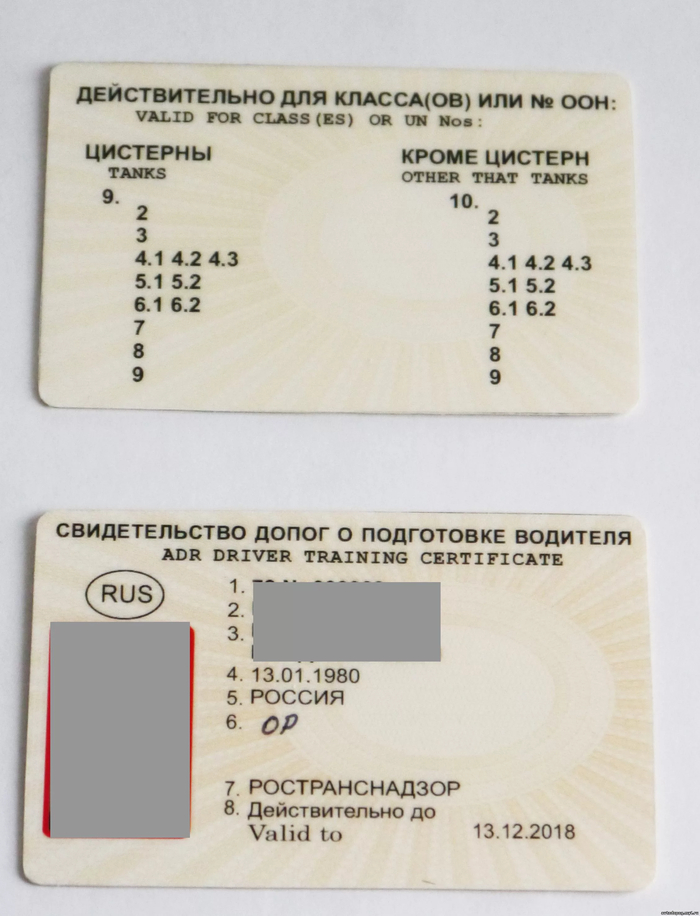 ДЕЙСТВИТЕЛЬНО ДЛЯ КЛАССА(ОВ) ИЛИ № ООН:
VALID FOR CLASS(ES) OR UN Nos:
ЦИСТЕРНЫ КРОМЕ ЦИСТЕРН
TANKS OTHER THAT TANKS
9. 10.
2 2
3 3
4.1 4.2 4.3 4.1 4.2 4.3
5.1 5.2 5.1 5.2
6.1 6.2 6.1 6.2
7 7
8 8
9 9
СВИДЕТЕЛЬСТВО ДОПОГ О ПОДГОТОВКЕ ВОДИТЕЛЯ
ADR DRIVER TRAINING CERTIFICATE
RUS
1.
2.
3.
4. 13.01.1980
5. РОССИЯ
6. ОР
7. РОСТРАНСНАДЗОР
8. Действительно до
Valid to 13.12.2018